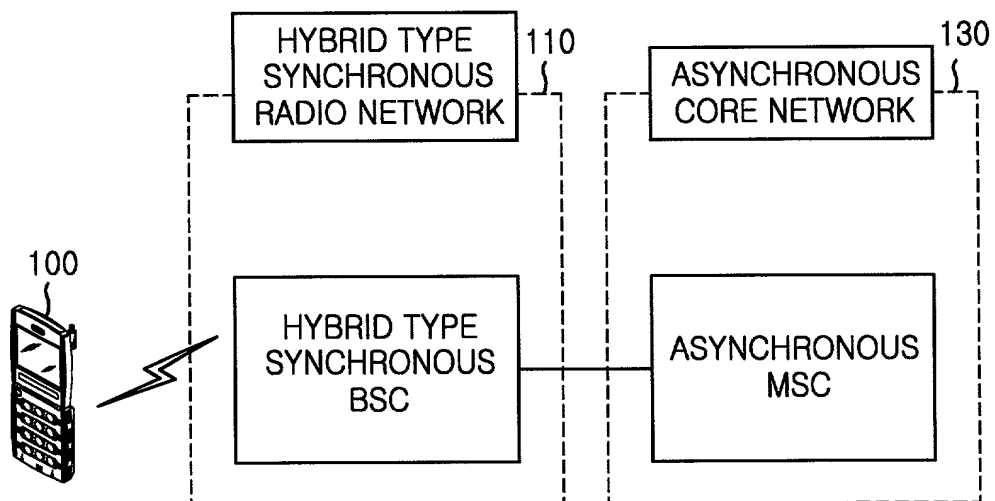 HYBRID TYPE
SYNCHRONOUS
RADIO NETWORK
110
ASYNCHRONOUS
CORE NETWORK
130
100
HYBRID TYPE
SYNCHRONOUS
BSC
ASYNCHRONOUS
MSC